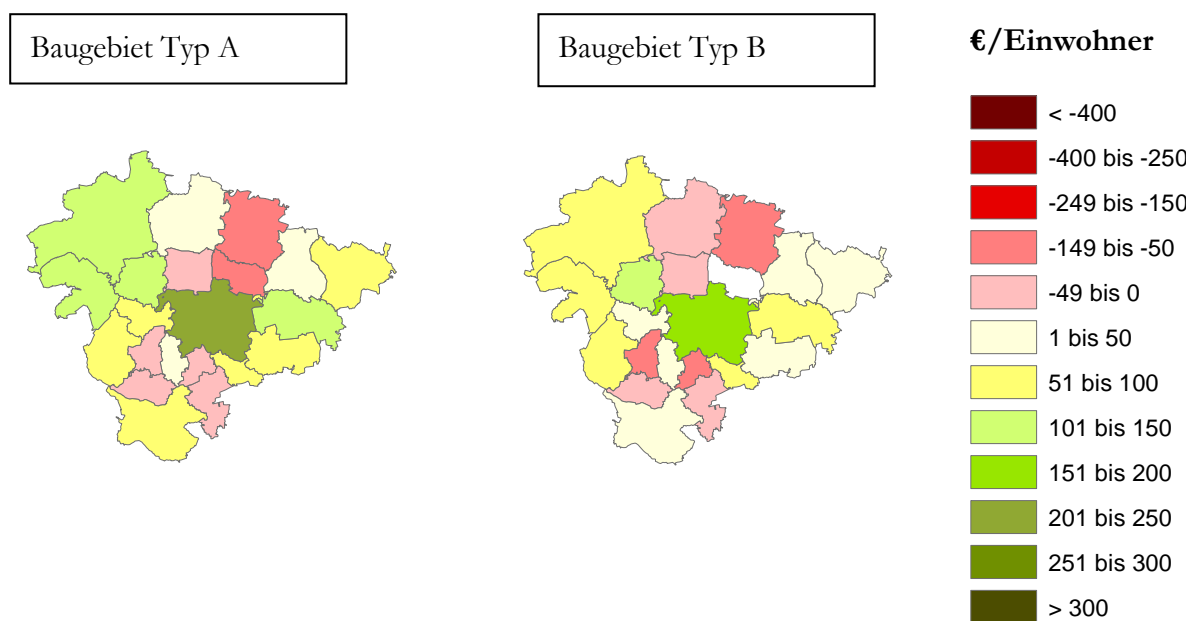 Baugebiet Typ A
Baugebiet Typ B
€/Einwohner
< -400
-400 bis -250
-249 bis -150
-149 bis -50
-49 bis 0
1 bis 50
51 bis 100
101 bis 150
151 bis 200
201 bis 250
251 bis 300
> 300